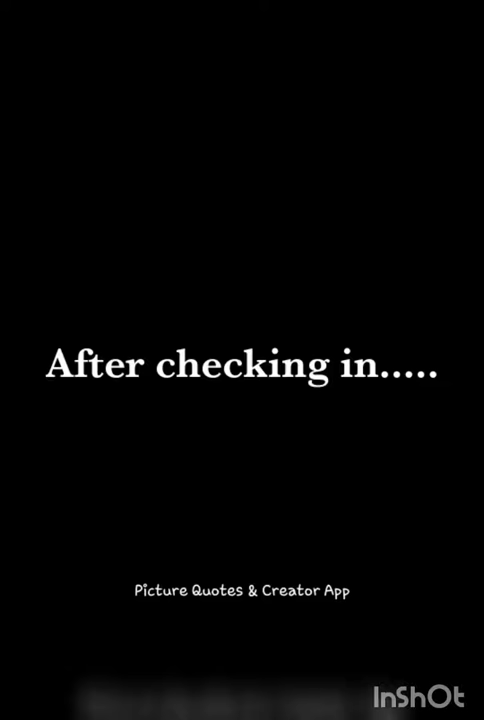 After checking in.....
Picture Quotes & Creator App
InShOt